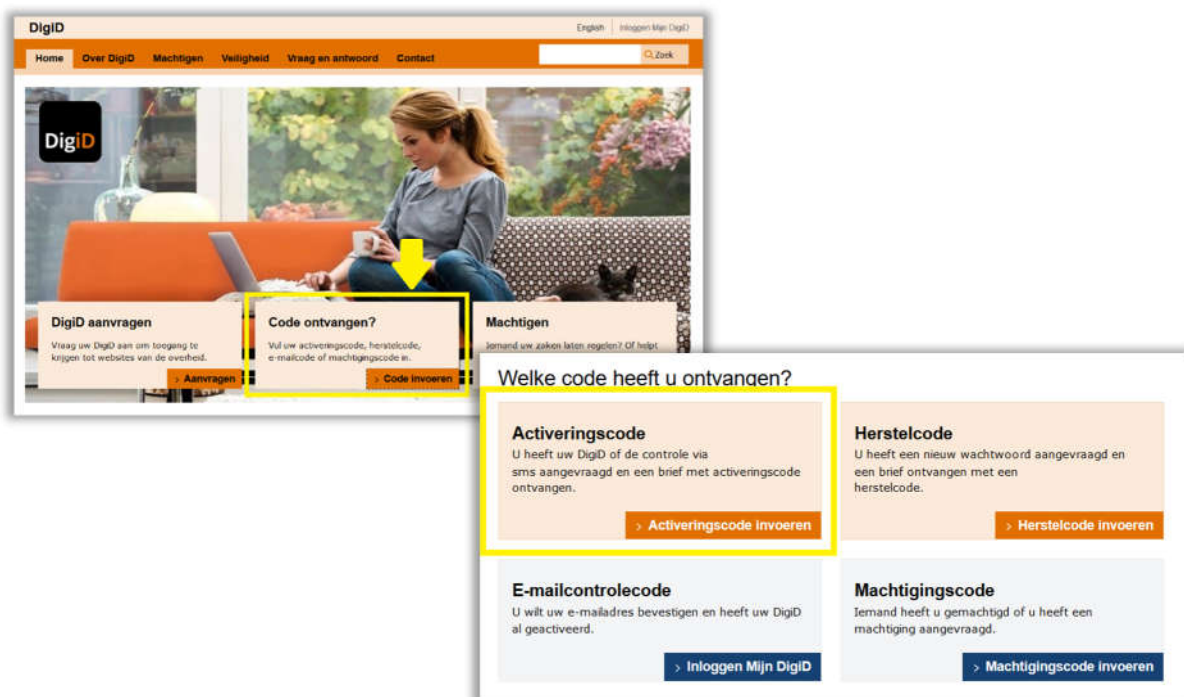 DigiD
English
Inloggen Mijn DigiD
Home Over DigiD Machtigen Veiligheid Vraag en antwoord Contact
Zoek
DigiD
DigiD aanvragen
Vraag uw DigiD aan om toegang te
krijgen tot websites van de overheid.
> Aanvragen
Code ontvangen?
Vul uw activeringscode, herstelcode,
e-mailcode of machtigingscode in.
> Code invoeren
Machtigen
Iemand uw zaken laten regelen? Of helpt
Welke code heeft u ontvangen?
Activeringscode
U heeft uw DigiD of de controle via
sms aangevraagd en een brief met activeringscode
ontvangen.
> Activeringscode invoeren
Herstelcode
U heeft een nieuw wachtwoord aangevraagd en
een brief ontvangen met een
herstelcode.
> Herstelcode invoeren
E-mailcontrolecode
U wilt uw e-mailadres bevestigen en heeft uw DigiD
al geactiveerd.
> Inloggen Mijn DigiD
Machtigingscode
Iemand heeft u gemachtigd of u heeft een
machtiging aangevraagd.
> Machtigingscode invoeren